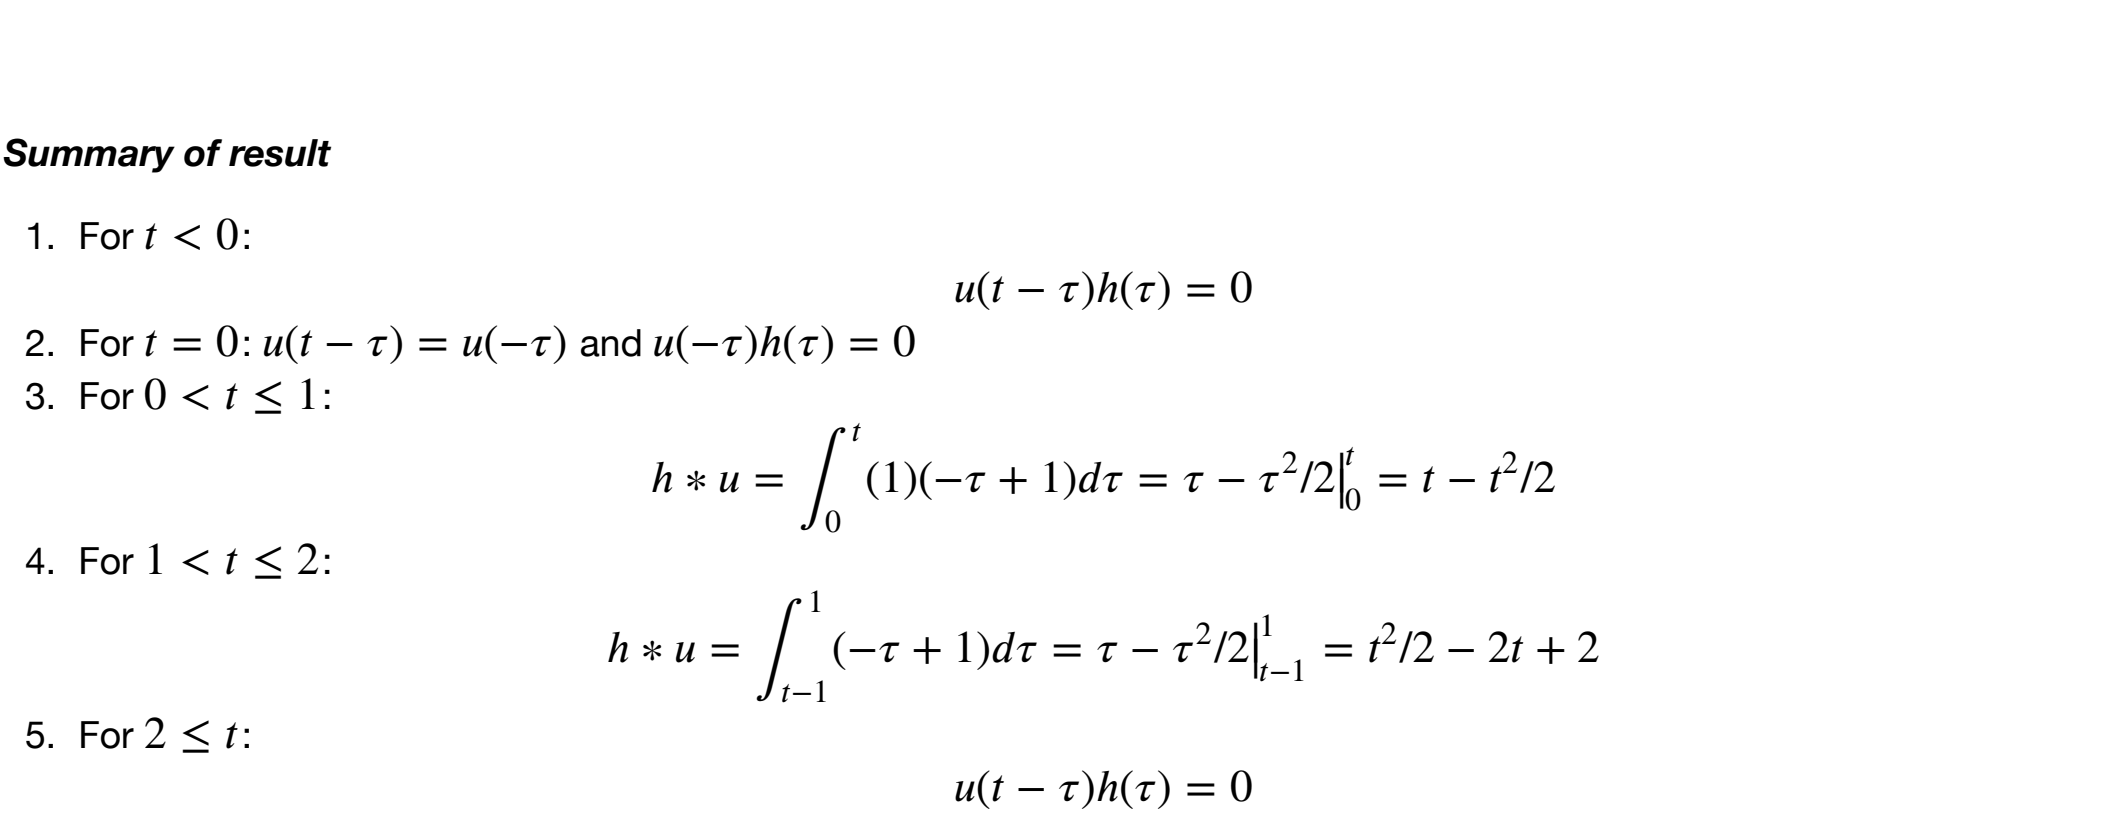 Summary of result
1. For t < 0:
u(t − τ)h(τ) = 0
2. For t = 0: u(t − τ) = u(−τ) and u(−τ)h(τ) = 0
3. For 0 < t ≤ 1:
h ∗ u = ∫₀ᵗ (1)(−τ + 1)dτ = τ − τ²/2|₀ᵗ = t − t²/2
4. For 1 < t ≤ 2:
h ∗ u = ∫_{t−1}^{1} (−τ + 1)dτ = τ − τ²/2|_{t−1}^{1} = t²/2 − 2t + 2
5. For 2 ≤ t:
u(t − τ)h(τ) = 0